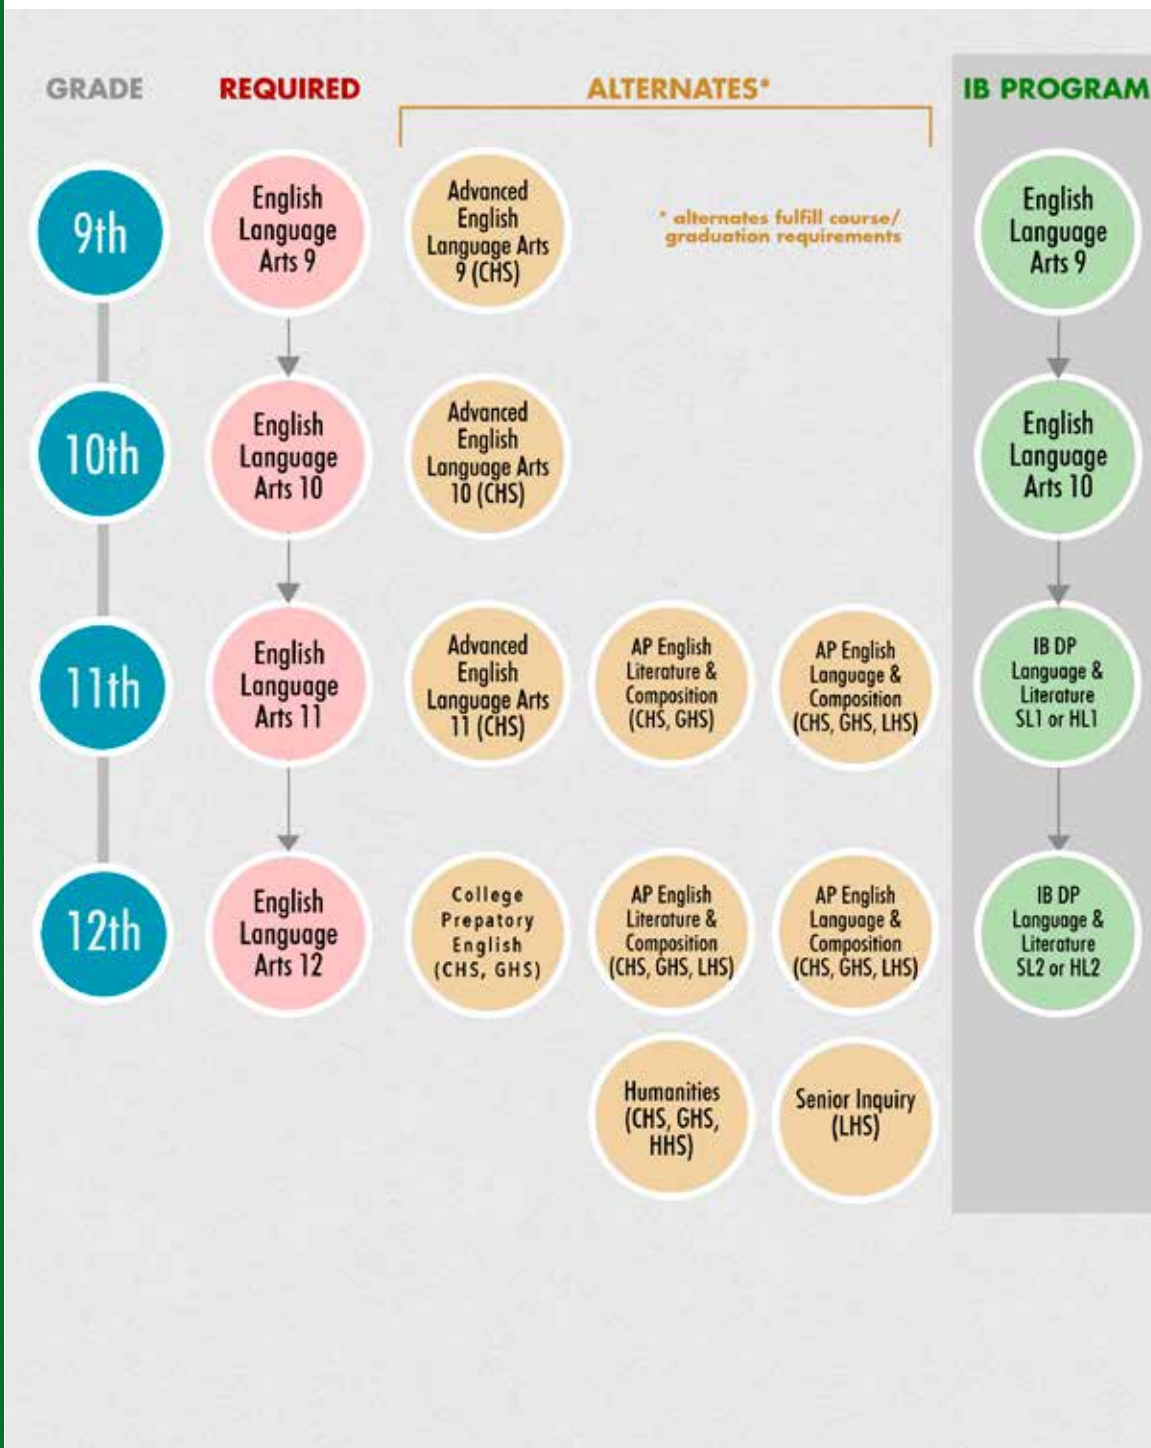 GRADE
REQUIRED
ALTERNATES*
IB PROGRAM
* alternates fulfill course/
graduation requirements
9th
English
Language
Arts 9
Advanced
English
Language Arts
9 (CHS)
English
Language
Arts 9
10th
English
Language
Arts 10
Advanced
English
Language Arts
10 (CHS)
English
Language
Arts 10
11th
English
Language
Arts 11
Advanced
English
Language Arts
11 (CHS)
AP English
Literature &
Composition
(CHS, GHS)
AP English
Language &
Composition
(CHS, GHS, LHS)
IB DP
Language &
Literature
SL1 or HL1
12th
English
Language
Arts 12
College
Prepatory
English
(CHS, GHS)
AP English
Literature &
Composition
(CHS, GHS, LHS)
AP English
Language &
Composition
(CHS, GHS, LHS)
IB DP
Language &
Literature
SL2 or HL2
Humanities
(CHS, GHS,
HHS)
Senior Inquiry
(LHS)